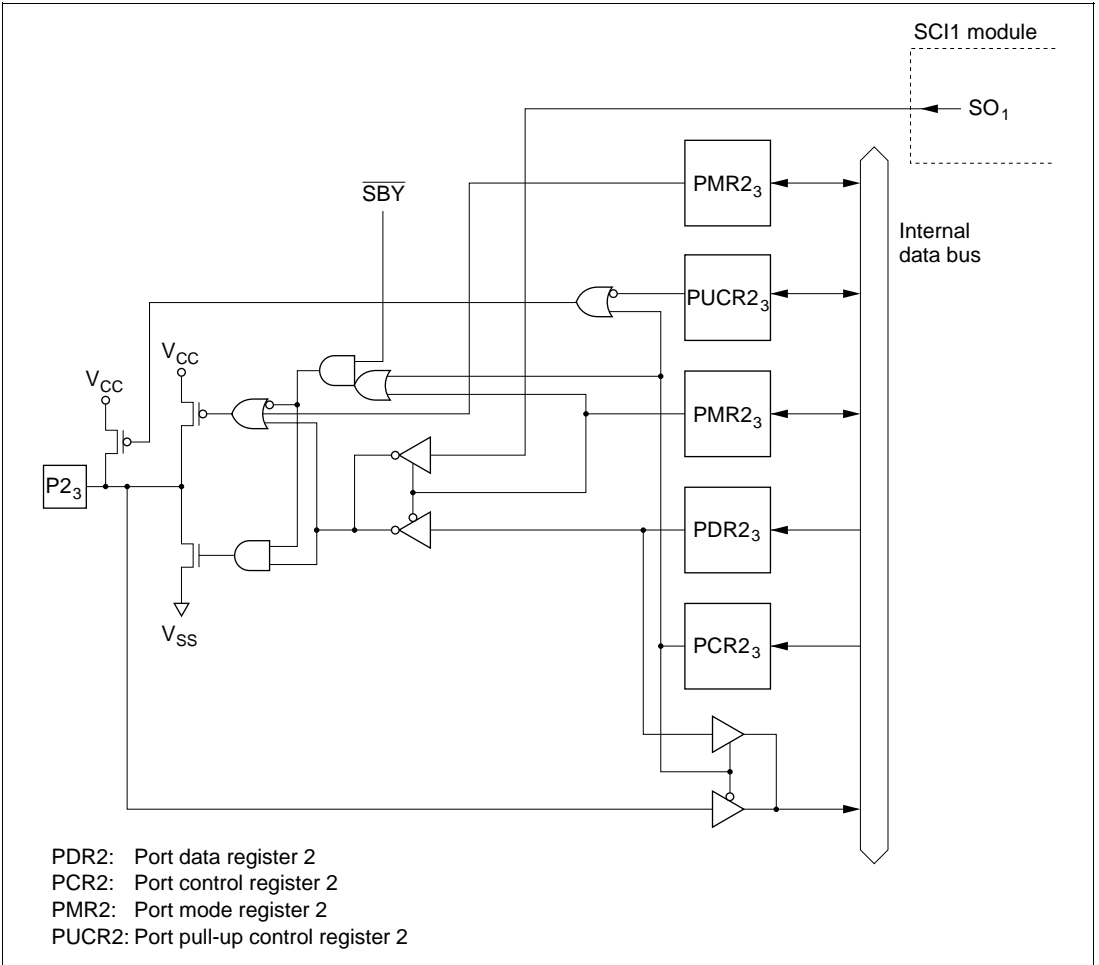 SCI1 module
SO1
PMR23
SBY
Internal
data bus
PUCR23
VCC
VCC
PMR23
P23
PDR23
VSS
PCR23
PDR2: Port data register 2
PCR2: Port control register 2
PMR2: Port mode register 2
PUCR2: Port pull-up control register 2